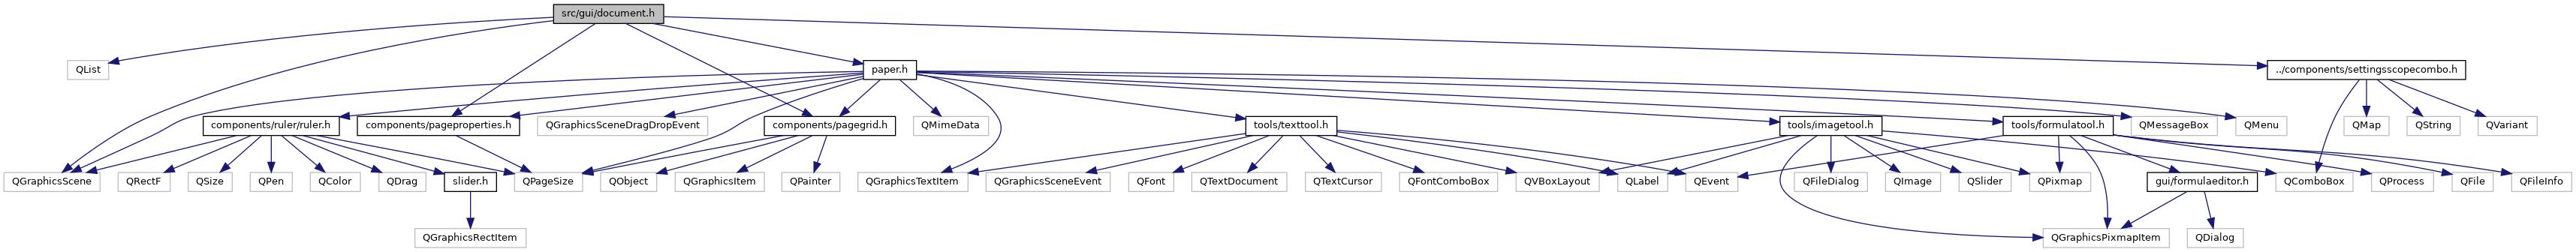 src/gui/document.h
QList
paper.h
../components/settingsscopecombo.h
components/ruler/ruler.h
components/pageproperties.h
QGraphicsSceneDragDropEvent
components/pagegrid.h
QMimeData
tools/texttool.h
tools/imagetool.h
tools/formulatool.h
QMessageBox
QMenu
QMap
QString
QVariant
QGraphicsScene
QRectF
QSize
QPen
QColor
QDrag
slider.h
QPageSize
QObject
QGraphicsItem
QPainter
QGraphicsTextItem
QGraphicsSceneEvent
QFont
QTextDocument
QTextCursor
QFontComboBox
QVBoxLayout
QLabel
QEvent
QFileDialog
QImage
QSlider
QPixmap
gui/formulaeditor.h
QComboBox
QProcess
QFile
QFileInfo
QGraphicsRectItem
QGraphicsPixmapItem
QDialog